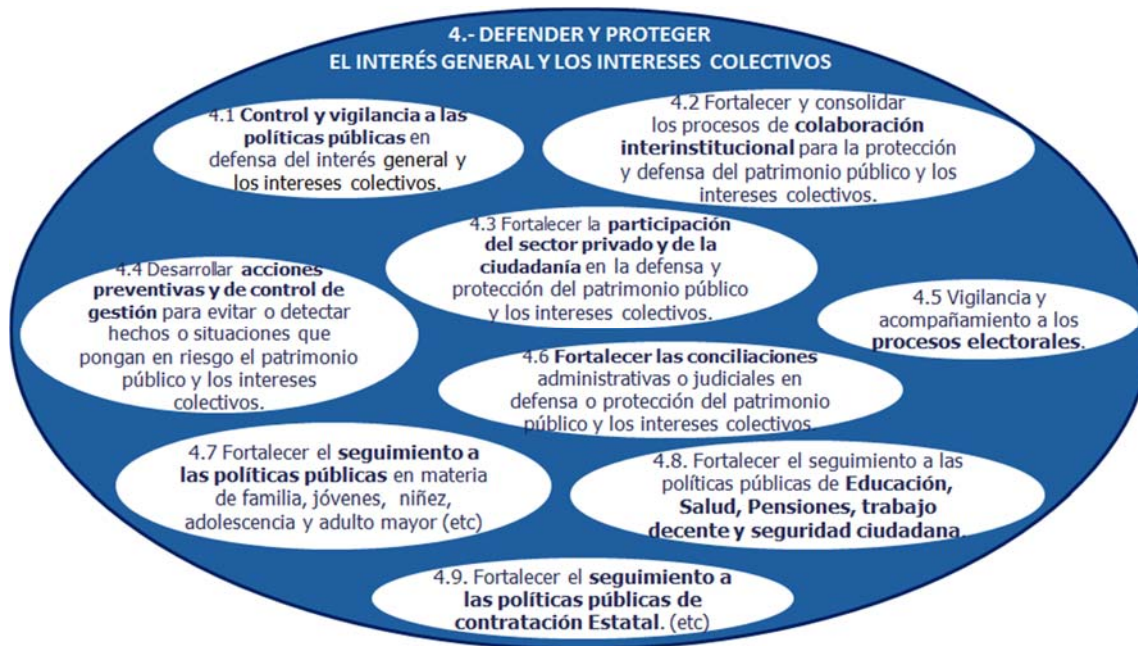 4.- DEFENDER Y PROTEGER
EL INTERÉS GENERAL Y LOS INTERESES COLECTIVOS
4.1 Control y vigilancia a las
políticas públicas en
defensa del interés general y
los intereses colectivos.
4.2 Fortalecer y consolidar
los procesos de colaboración
interinstitucional para la protección
y defensa del patrimonio público y los
intereses colectivos.
4.3 Fortalecer la participación
del sector privado y de la
ciudadanía en la defensa y
protección del patrimonio público
y los intereses colectivos.
4.4 Desarrollar acciones
preventivas y de control de
gestión para evitar o detectar
hechos o situaciones que
pongan en riesgo el patrimonio
público y los intereses
colectivos.
4.5 Vigilancia y
acompañamiento a los
procesos electorales.
4.6 Fortalecer las conciliaciones
administrativas o judiciales en
defensa o protección del patrimonio
público y los intereses colectivos.
4.7 Fortalecer el seguimiento a
las políticas públicas en materia
de familia, jóvenes, niñez,
adolescencia y adulto mayor (etc)
4.8. Fortalecer el seguimiento a las
políticas públicas de Educación,
Salud, Pensiones, trabajo
decente y seguridad ciudadana.
4.9. Fortalecer el seguimiento a
las políticas públicas de
contratación Estatal. (etc)